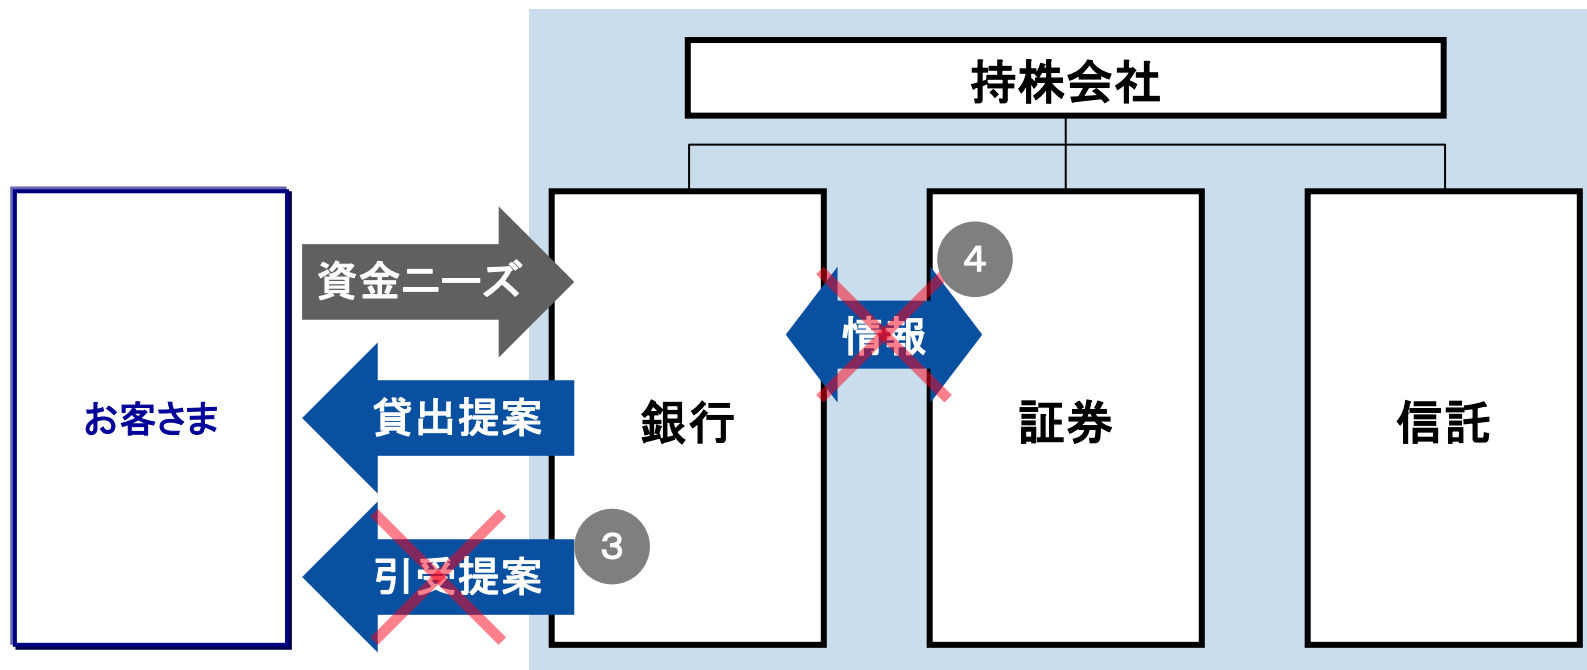 持株会社
資金ニーズ
④
情報
貸出提案
お客さま
銀行
証券
信託
③
引受提案